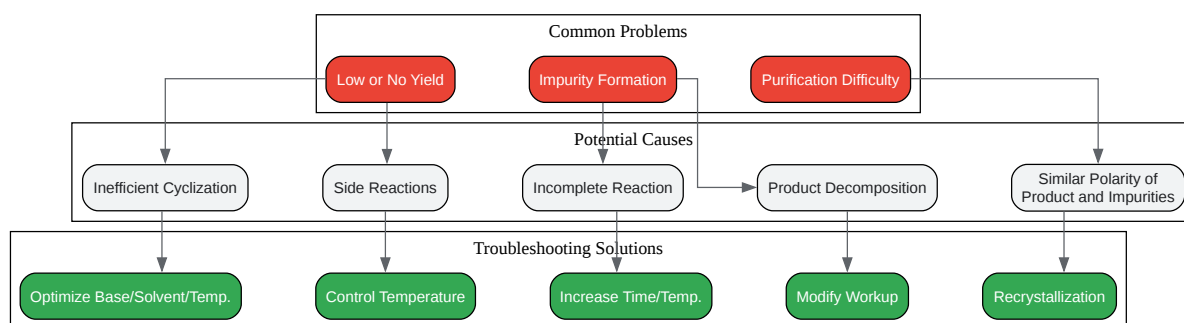 Common Problems
Low or No Yield
Impurity Formation
Purification Difficulty
Potential Causes
Inefficient Cyclization
Side Reactions
Incomplete Reaction
Product Decomposition
Similar Polarity of
Product and Impurities
Troubleshooting Solutions
Optimize Base/Solvent/Temp.
Control Temperature
Increase Time/Temp.
Modify Workup
Recrystallization